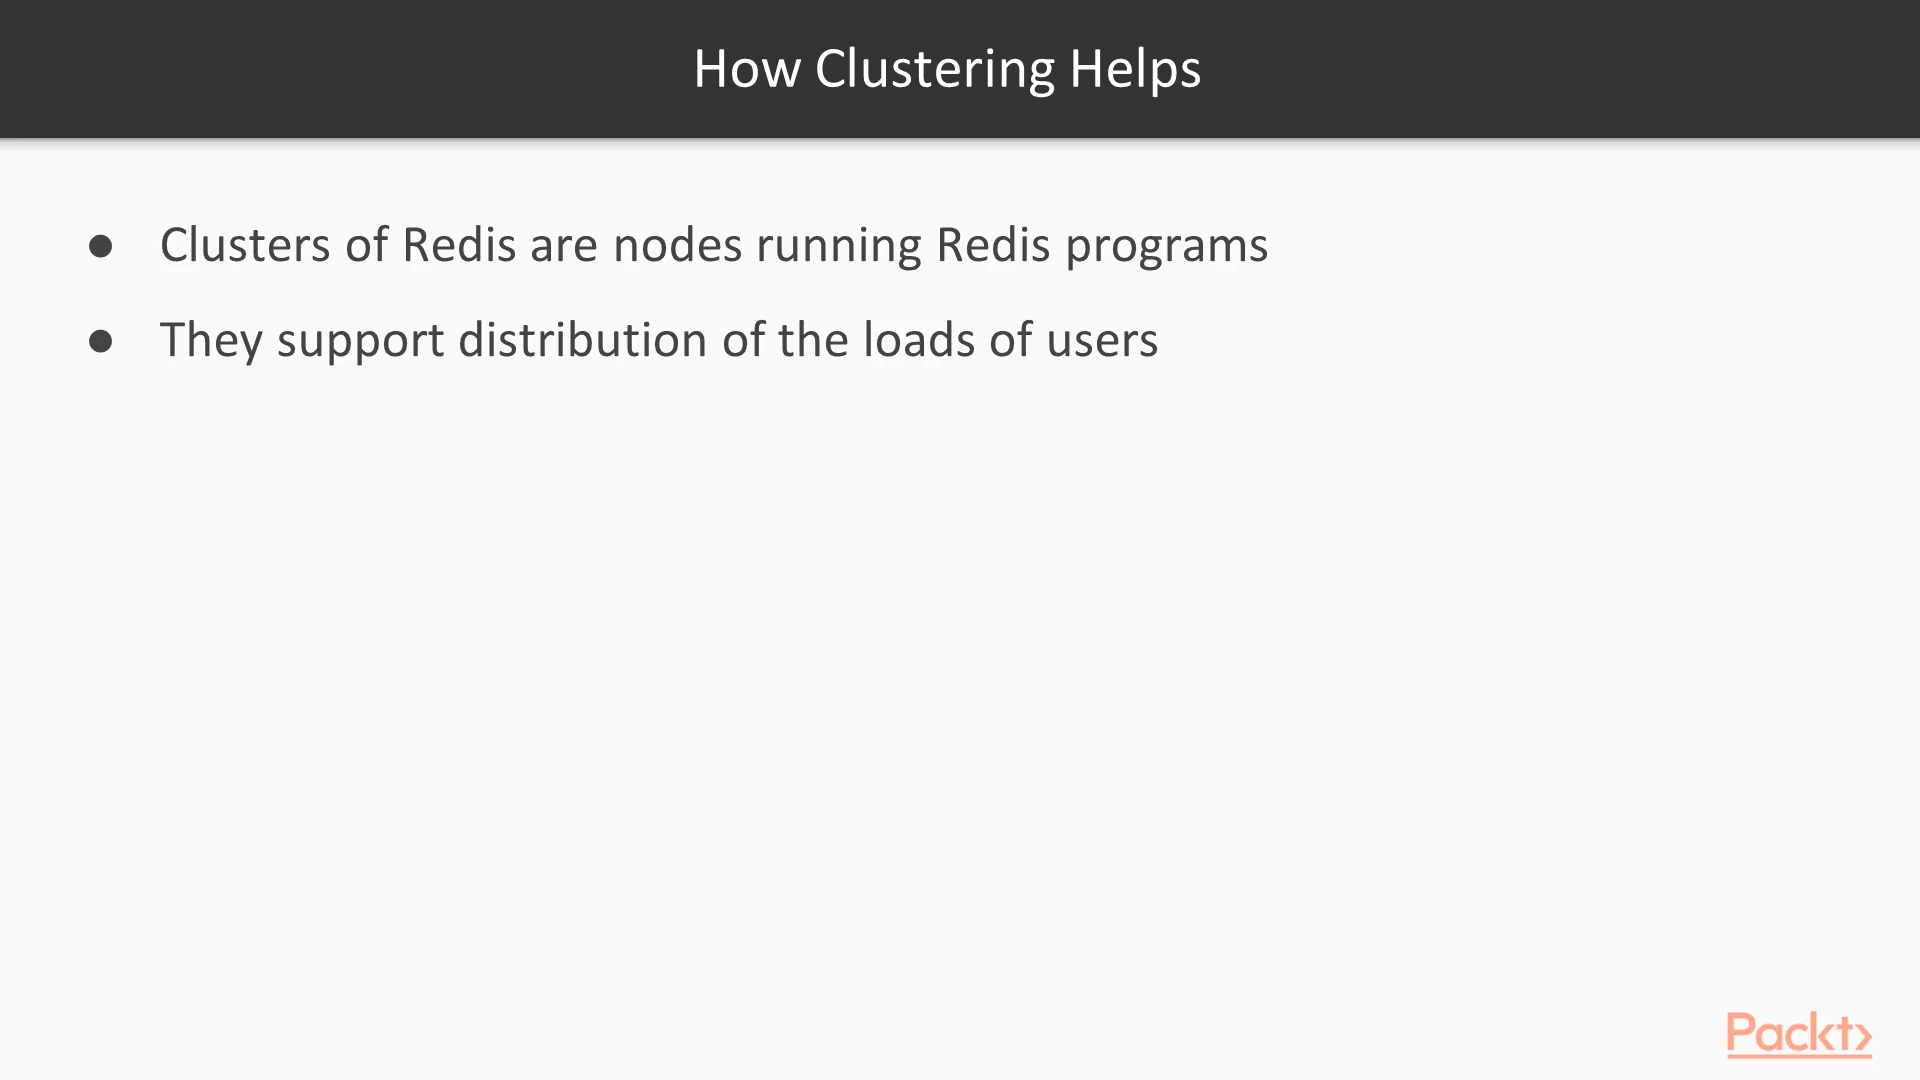 How Clustering Helps
● Clusters of Redis are nodes running Redis programs
● They support distribution of the loads of users
Packt>